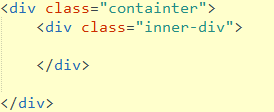 <div class="containter">
<div class="inner-div">
</div>
</div>